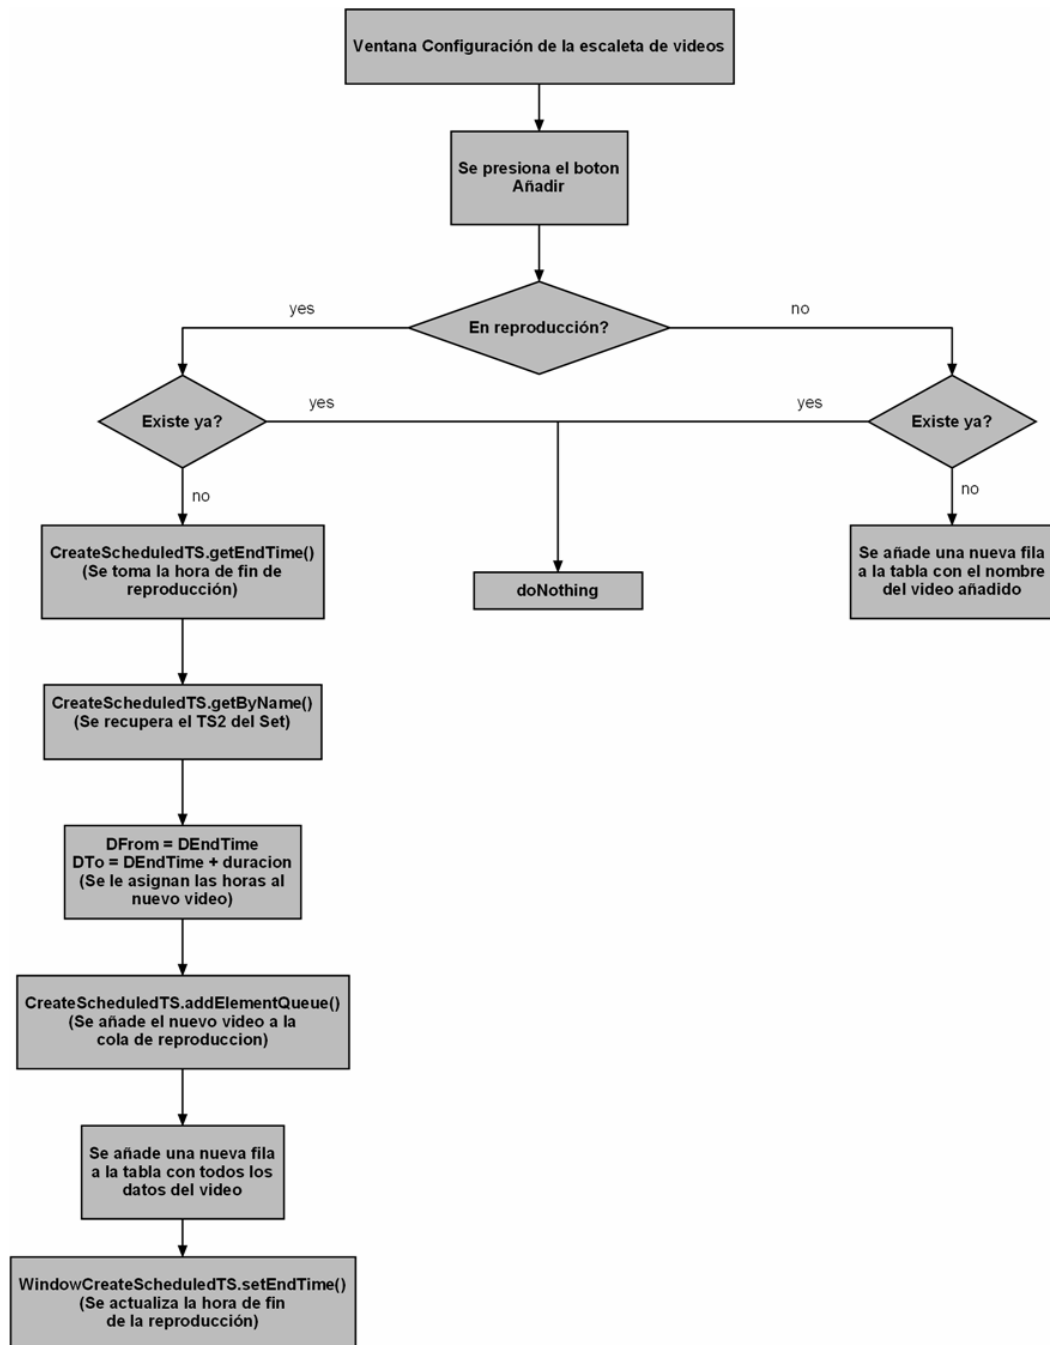 Ventana Configuración de la escaleta de videos
Se presiona el boton
Añadir
yes
no
En reproducción?
Existe ya?
yes
yes
Existe ya?
no
no
CreateScheduledTS.getEndTime()
(Se toma la hora de fin de
reproducción)
doNothing
Se añade una nueva fila
a la tabla con el nombre
del video añadido
CreateScheduledTS.getByName()
(Se recupera el TS2 del Set)
DFrom = DEndTime
DTo = DEndTime + duracion
(Se le asignan las horas al
nuevo video)
CreateScheduledTS.addElementQueue()
(Se añade el nuevo video a la
cola de reproduccion)
Se añade una nueva fila
a la tabla con todos los
datos del video
WindowCreateScheduledTS.setEndTime()
(Se actualiza la hora de fin
de la reproducción)